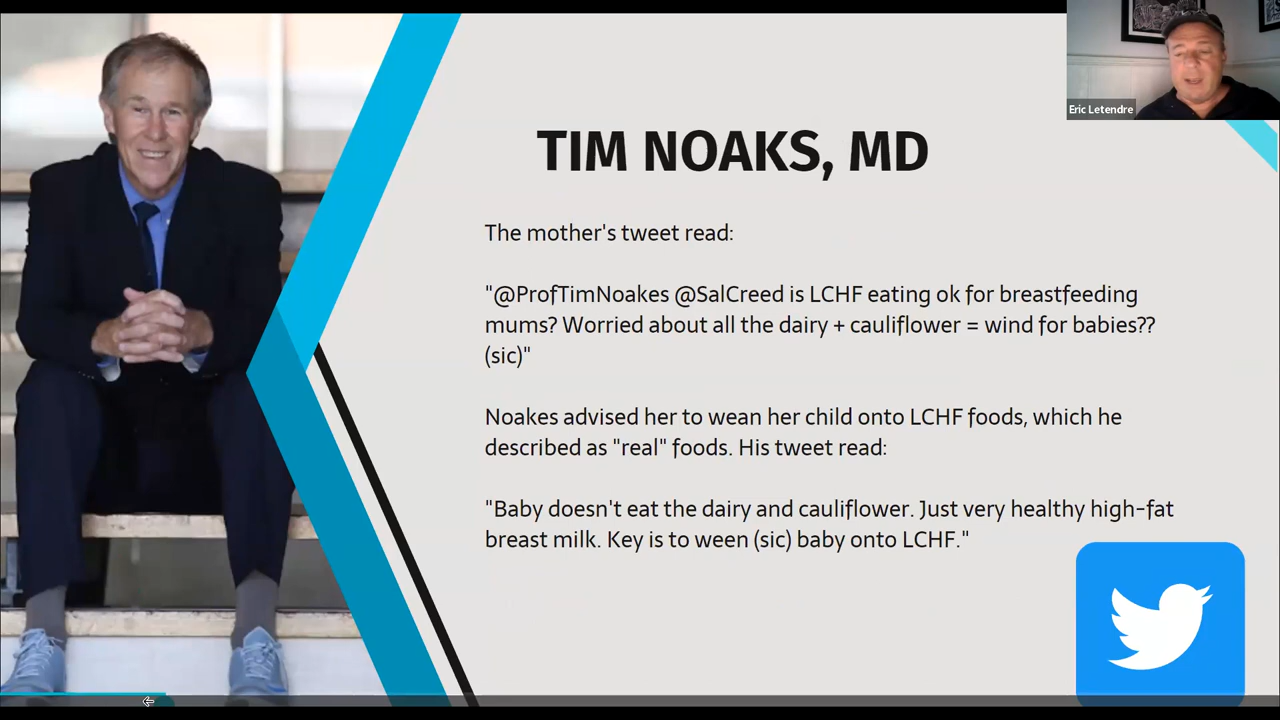 Eric Letendre
TIM NOAKS, MD
The mother's tweet read:
"@ProfTimNoakes @SalCreed is LCHF eating ok for breastfeeding
mums? Worried about all the dairy + cauliflower = wind for babies??
(sic)"
Noakes advised her to wean her child onto LCHF foods, which he
described as "real" foods. His tweet read:
"Baby doesn't eat the dairy and cauliflower. Just very healthy high-fat
breast milk. Key is to ween (sic) baby onto LCHF."